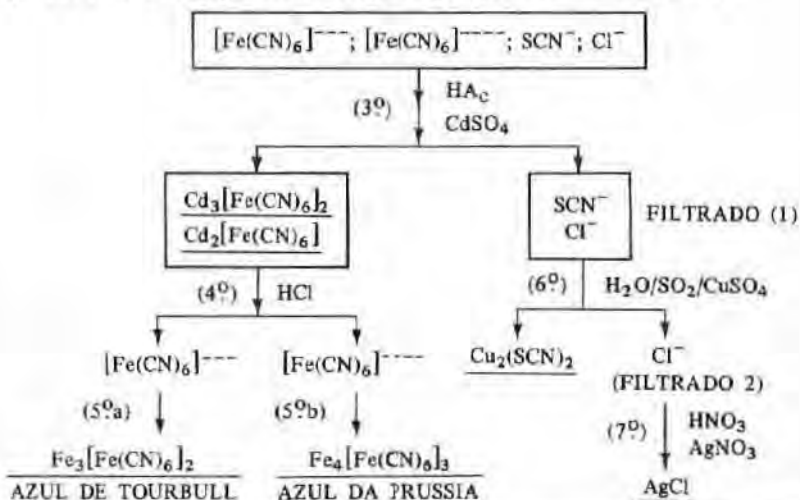 [Fe(CN)6]---; [Fe(CN)6]----; SCN-; Cl-
(3º)
HAc
CdSO4
Cd3[Fe(CN)6]2
Cd2[Fe(CN)6]
SCN-
Cl-
FILTRADO (1)
(4º)
HCl
(6º)
H2O/SO2/CuSO4
[Fe(CN)6]---
[Fe(CN)6]----
Cu2(SCN)2
Cl-
(FILTRADO 2)
(5ºa)
(5ºb)
(7º)
HNO3
AgNO3
Fe3[Fe(CN)6]2
AZUL DE TOURBULL
Fe4[Fe(CN)6]3
AZUL DA PRUSSIA
AgCl